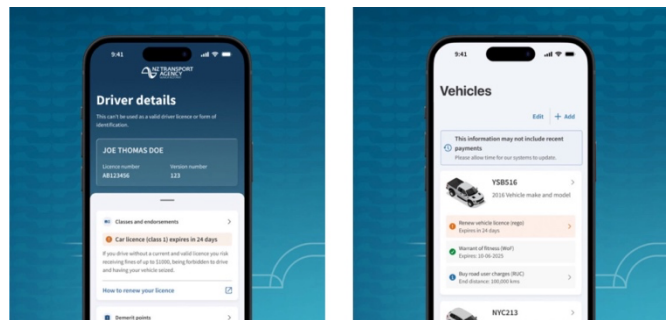 9:41
NZ TRANSPORT
AGENCY
Driver details
This can't be used as a valid driver licence or form of
identification.
JOE THOMAS DOE
Licence number
Version number
AB123456
123
Classes and endorsements
Car licence (class 1) expires in 24 days
If you drive without a current and valid licence you risk
receiving fines of up to $1000, being forbidden to drive
and having your vehicle seized.
How to renew your licence
Demerit points
9:41
Vehicles
Edit
+ Add
This information may not include recent
payments
Please allow time for our systems to update.
YSB516
2016 Vehicle make and model
Renew vehicle licence (rego)
Expires in 24 days
Warrant of fitness (WoF)
Expires: 10-06-2025
Buy road user charges (RUC)
End distance: 100,000 kms
NYC213